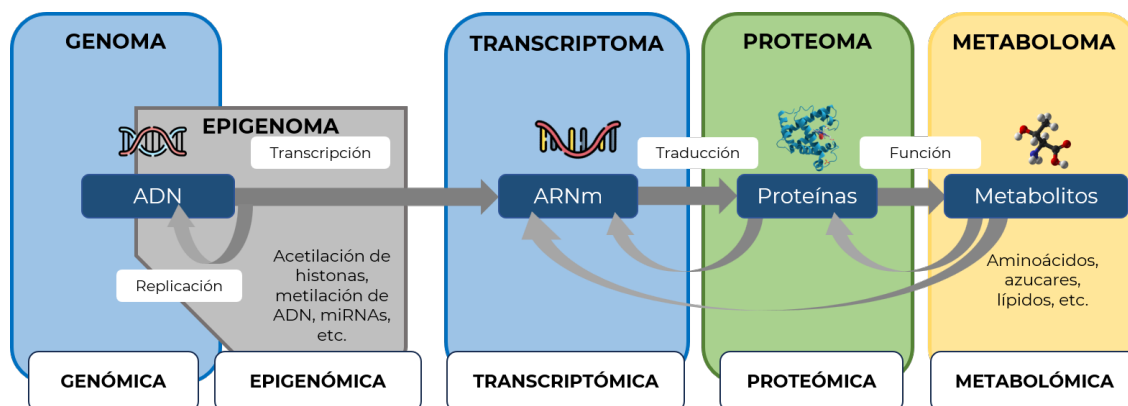 GENOMA
EPIGENOMA
TRANSCRIPTOMA
PROTEOMA
METABOLOMA
Transcripción
Traducción
Función
ADN
ARNm
Proteínas
Metabolitos
Replicación
Acetilación de
histonas,
metilación de
ADN, miRNAs,
etc.
Aminoácidos,
azucares,
lípidos, etc.
GENÓMICA
EPIGENÓMICA
TRANSCRIPTÓMICA
PROTEÓMICA
METABOLÓMICA